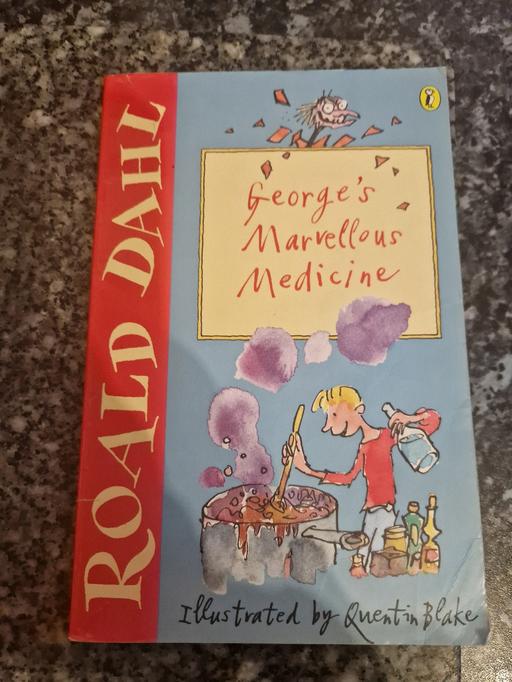 ROALD DAHL
George's
Marvellous
Medicine
Illustrated by Quentin Blake